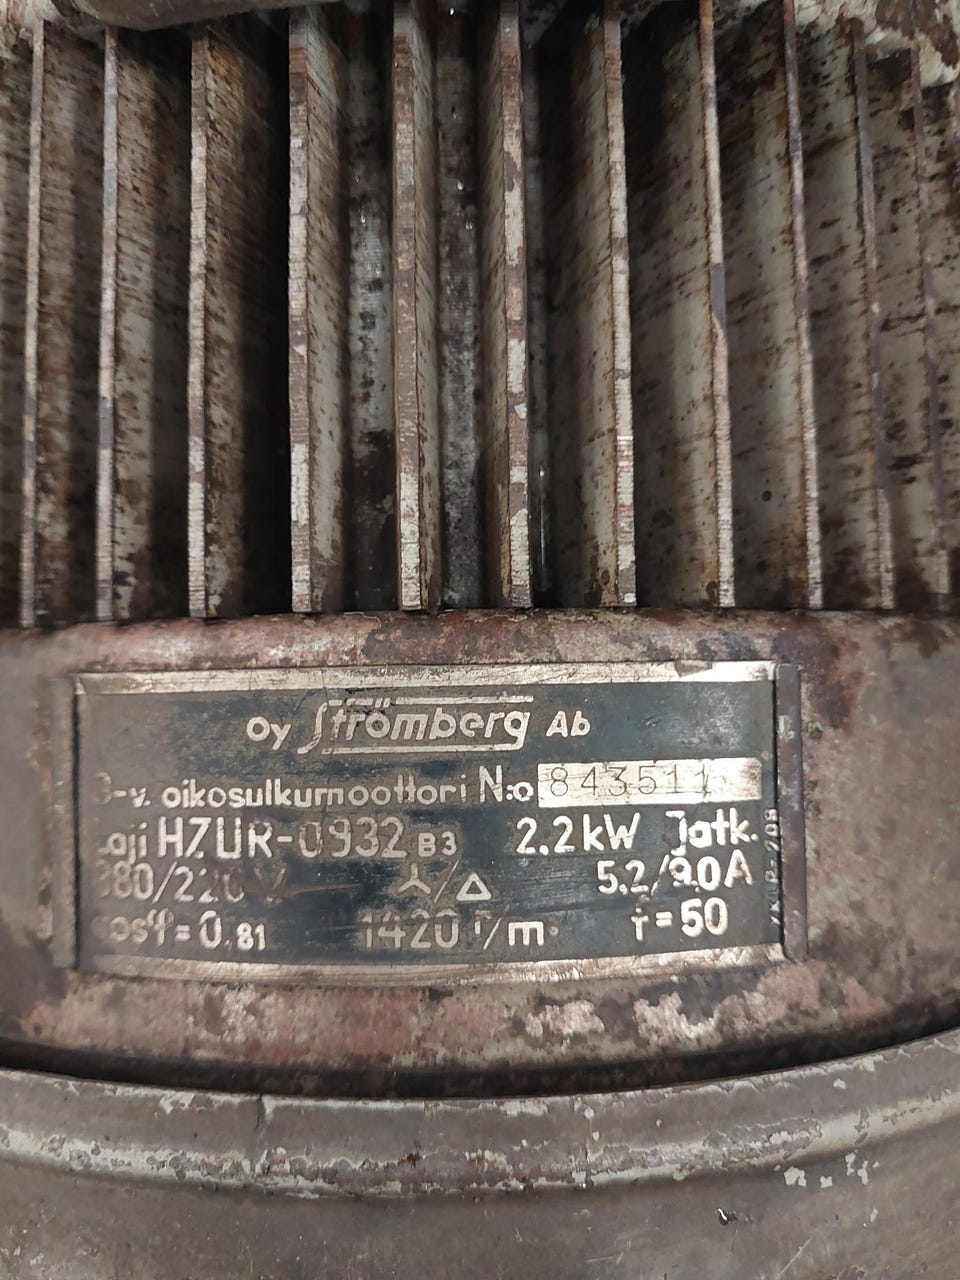 Oy Strömberg Ab
3-v. oikosulkumoottori N:o 843511
Laji HZUR-0932 B3 2.2 kW Jatk.
380/220 V ⅄/△ 5.2/9.0 A
cosφ = 0.81 1420 r/m. f = 50